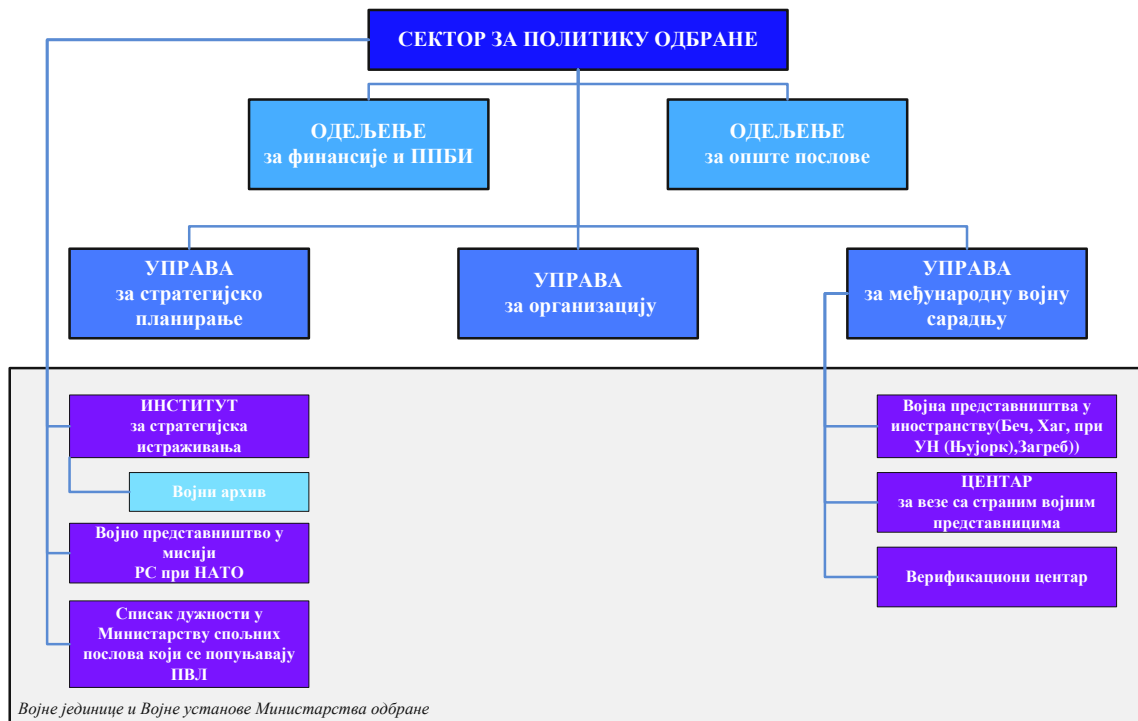 СЕКТОР ЗА ПОЛИТИКУ ОДБРАНЕ
ОДЕЉЕЊЕ
за финансије и ППБИ
ОДЕЉЕЊЕ
за опште послове
УПРАВА
за стратегијско
планирање
УПРАВА
за организацију
УПРАВА
за међународну војну
сарадњу
ИНСТИТУТ
за стратегијска
истраживања
Војни архив
Војно представништво у
мисији
РС при НАТО
Списак дужности у
Министарству спољних
послова који се попуњавају
ПВЛ
Војна представништва у
иностранству(Беч, Хаг, при
УН (Њујорк),Загреб))
ЦЕНТАР
за везе са страним војним
представницима
Верификациони центар
Војне јединице и Војне установе Министарства одбране